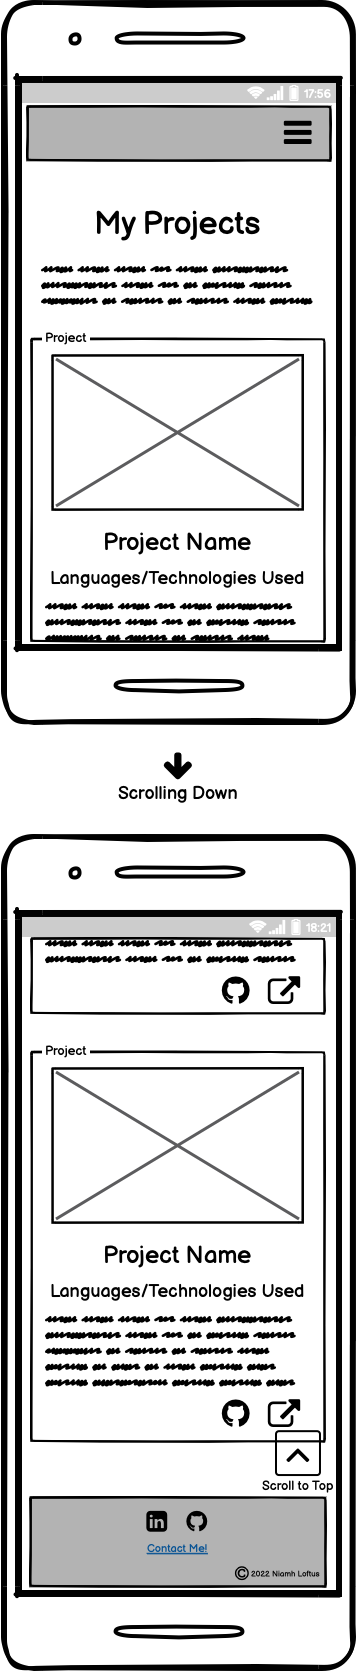 17:56
My Projects
Project
Project Name
Languages/Technologies Used
Scrolling Down
18:21
Project
Project Name
Languages/Technologies Used
Scroll to Top
in
Contact Me!
© 2022 Niamh Loftus